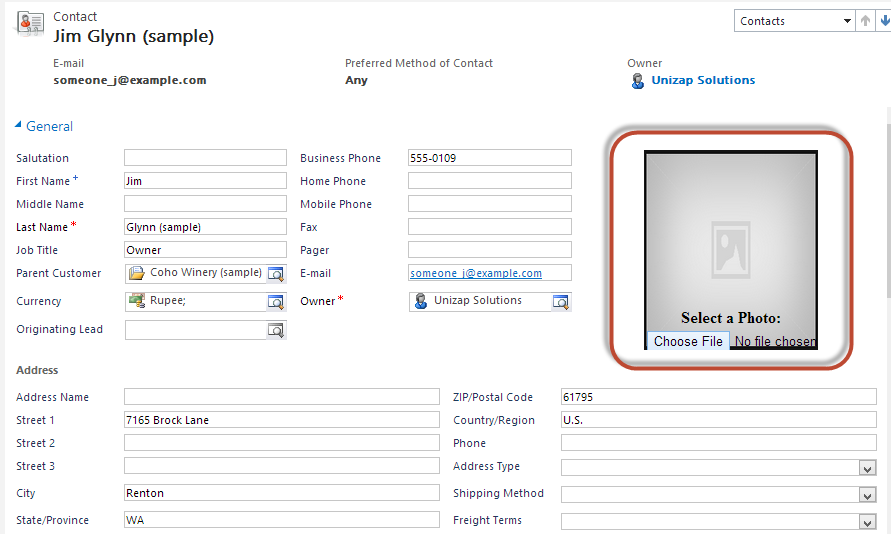 Contact
Jim Glynn (sample)
Contacts
E-mail
someone_j@example.com
Preferred Method of Contact
Any
Owner
Unizap Solutions
General
Salutation
Business Phone 555-0109
First Name + Jim
Home Phone
Middle Name
Mobile Phone
Last Name * Glynn (sample)
Fax
Job Title Owner
Pager
Parent Customer Coho Winery (sample)
E-mail someone_j@example.com
Currency Rupee;
Owner * Unizap Solutions
Originating Lead
Select a Photo:
Choose File No file chosen
Address
Address Name
ZIP/Postal Code 61795
Street 1 7165 Brock Lane
Country/Region U.S.
Street 2
Phone
Street 3
Address Type
City Renton
Shipping Method
State/Province WA
Freight Terms